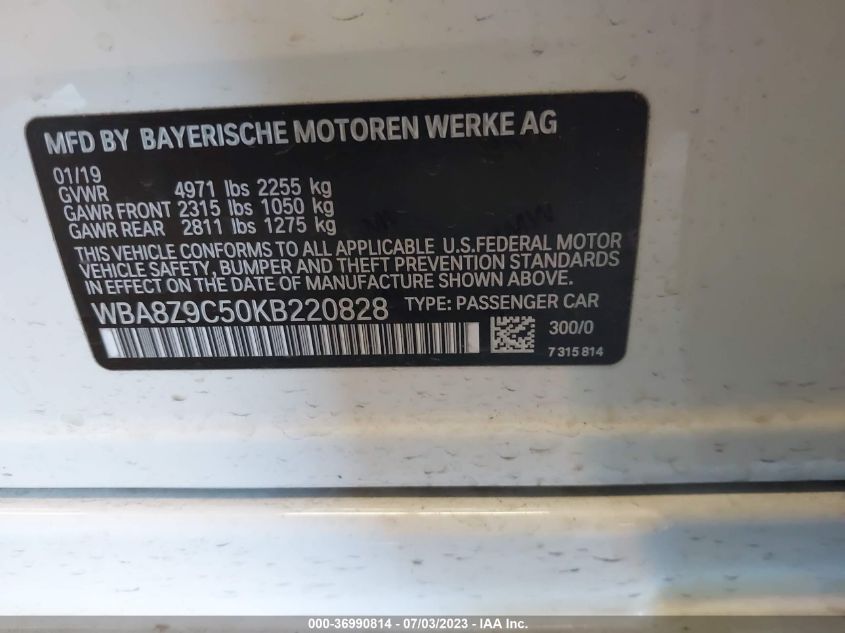 MFD BY BAYERISCHE MOTOREN WERKE AG
01/19
GVWR 4971 lbs 2255 kg
GAWR FRONT 2315 lbs 1050 kg
GAWR REAR 2811 lbs 1275 kg
THIS VEHICLE CONFORMS TO ALL APPLICABLE U.S.FEDERAL MOTOR
VEHICLE SAFETY, BUMPER AND THEFT PREVENTION STANDARDS
IN EFFECT ON THE DATE OF MANUFACTURE SHOWN ABOVE.
WBA8Z9C50KB220828 TYPE: PASSENGER CAR
300/0
7 315 814
000-36990814 / 07/03/2023 - © IAA Inc.